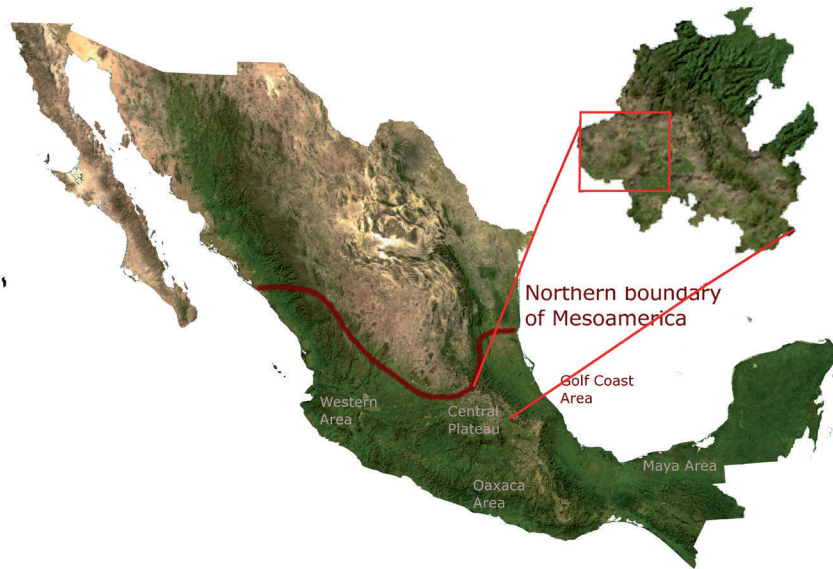 Northern boundary
of Mesoamerica
Golf Coast
Area
Western
Area
Central
Plateau
Maya Area
Oaxaca
Area